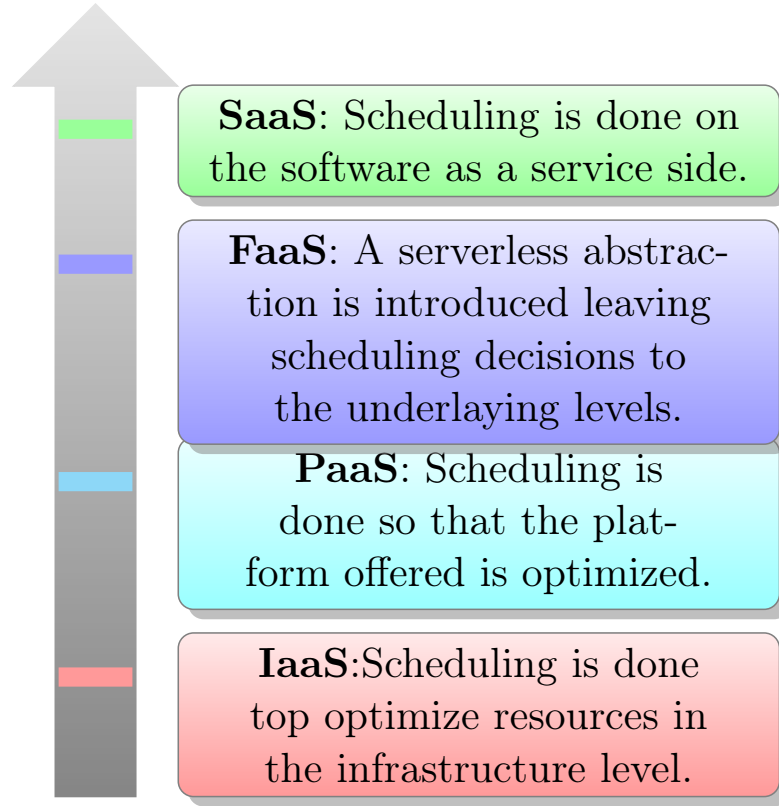 SaaS: Scheduling is done on
the software as a service side.
FaaS: A serverless abstrac-
tion is introduced leaving
scheduling decisions to
the underlaying levels.
PaaS: Scheduling is
done so that the plat-
form offered is optimized.
IaaS:Scheduling is done
top optimize resources in
the infrastructure level.